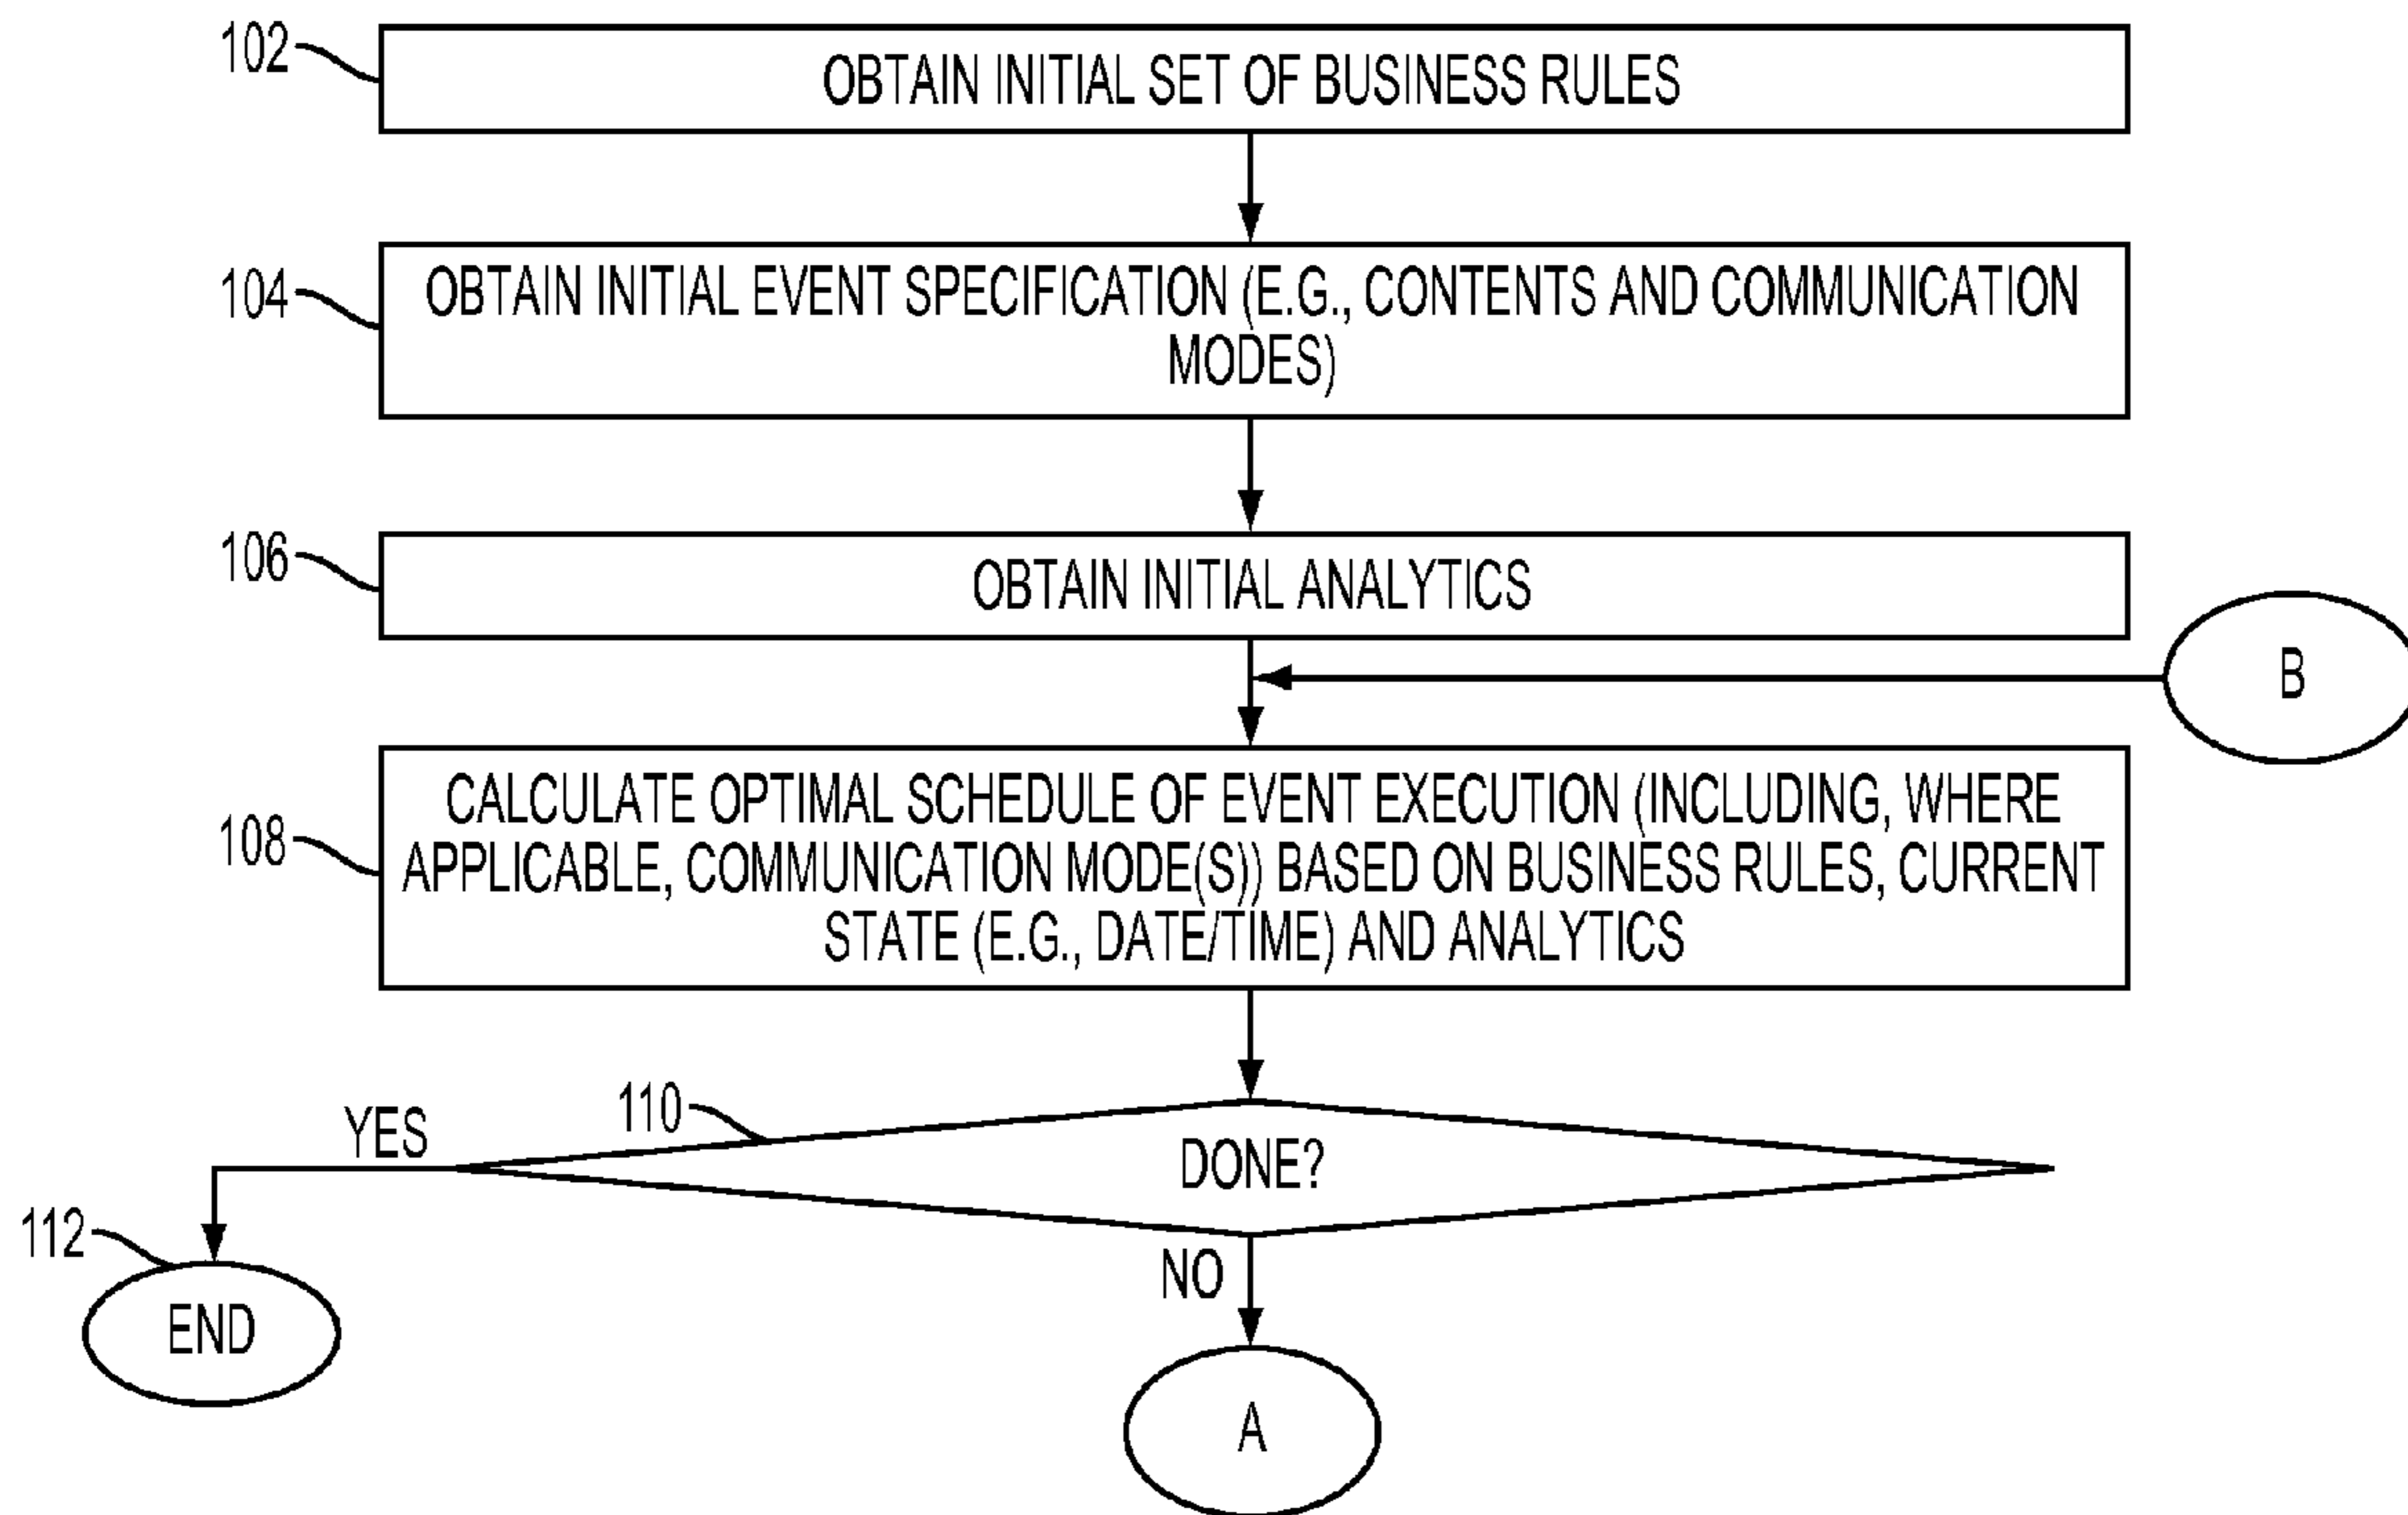 102
OBTAIN INITIAL SET OF BUSINESS RULES
104
OBTAIN INITIAL EVENT SPECIFICATION (E.G., CONTENTS AND COMMUNICATION
MODES)
106
OBTAIN INITIAL ANALYTICS
B
108
CALCULATE OPTIMAL SCHEDULE OF EVENT EXECUTION (INCLUDING, WHERE
APPLICABLE, COMMUNICATION MODE(S)) BASED ON BUSINESS RULES, CURRENT
STATE (E.G., DATE/TIME) AND ANALYTICS
110
YES
DONE?
112
NO
END
A